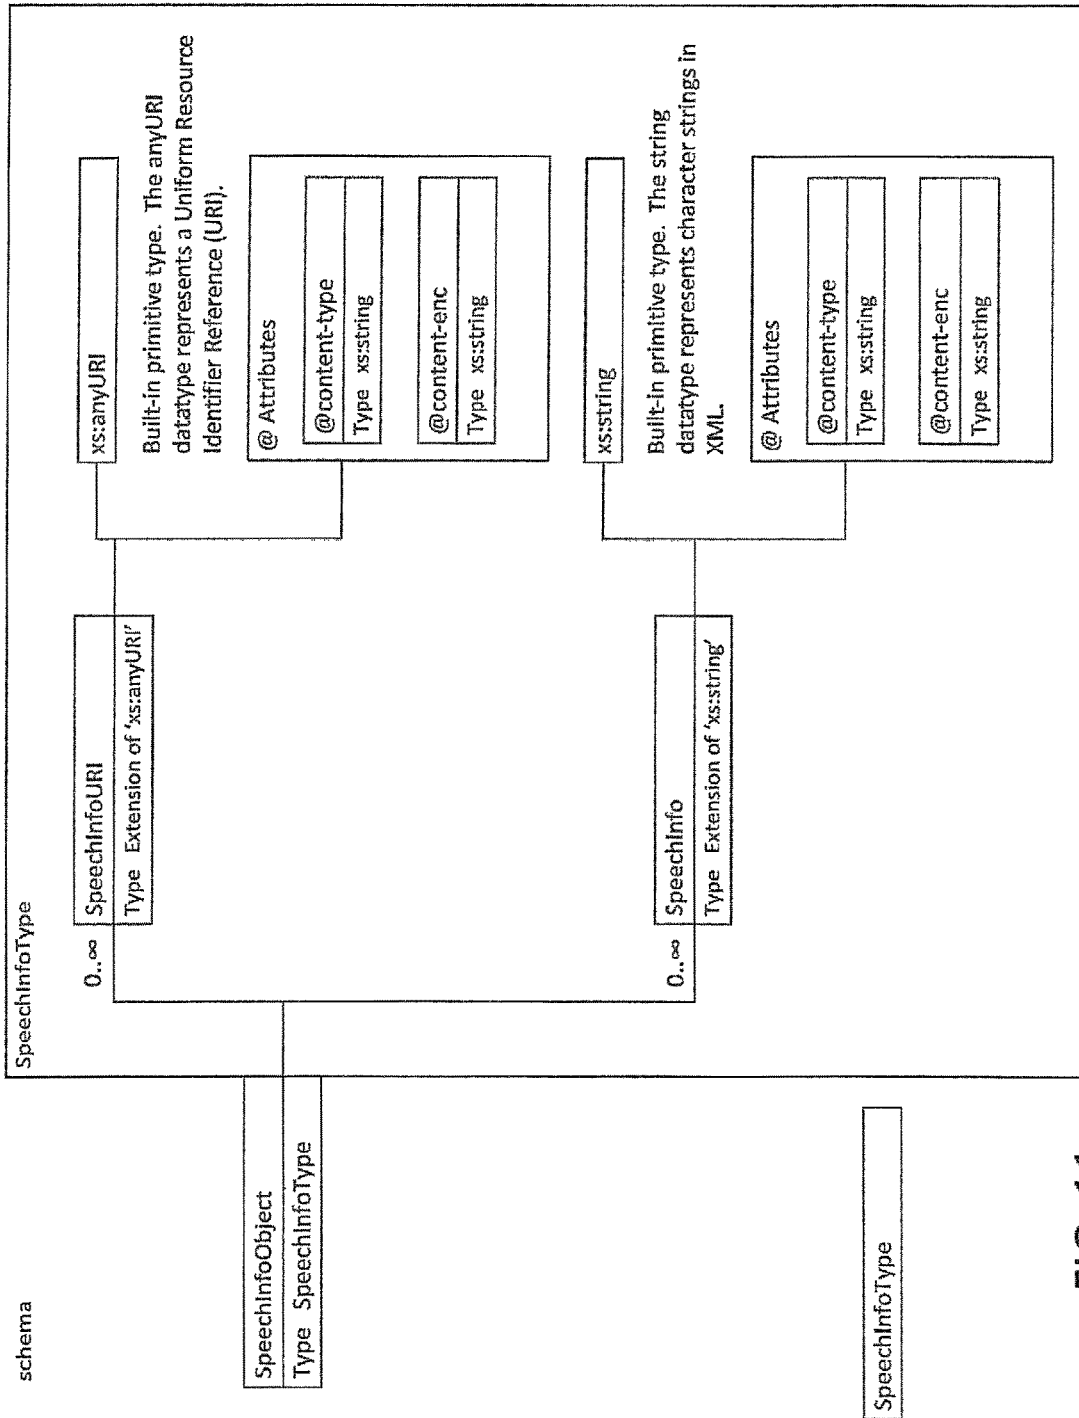 schema
SpeechInfoType
SpeechInfoObject
Type SpeechInfoType
0..∞
SpeechInfoURI
Type Extension of 'xs:anyURI'
xs:anyURI
Built-in primitive type. The anyURI
datatype represents a Uniform Resource
Identifier Reference (URI).
@ Attributes
@content-type
Type xs:string
@content-enc
Type xs:string
0..∞
SpeechInfo
Type Extension of 'xs:string'
xs:string
Built-in primitive type. The string
datatype represents character strings in
XML.
@ Attributes
@content-type
Type xs:string
@content-enc
Type xs:string
SpeechInfoType